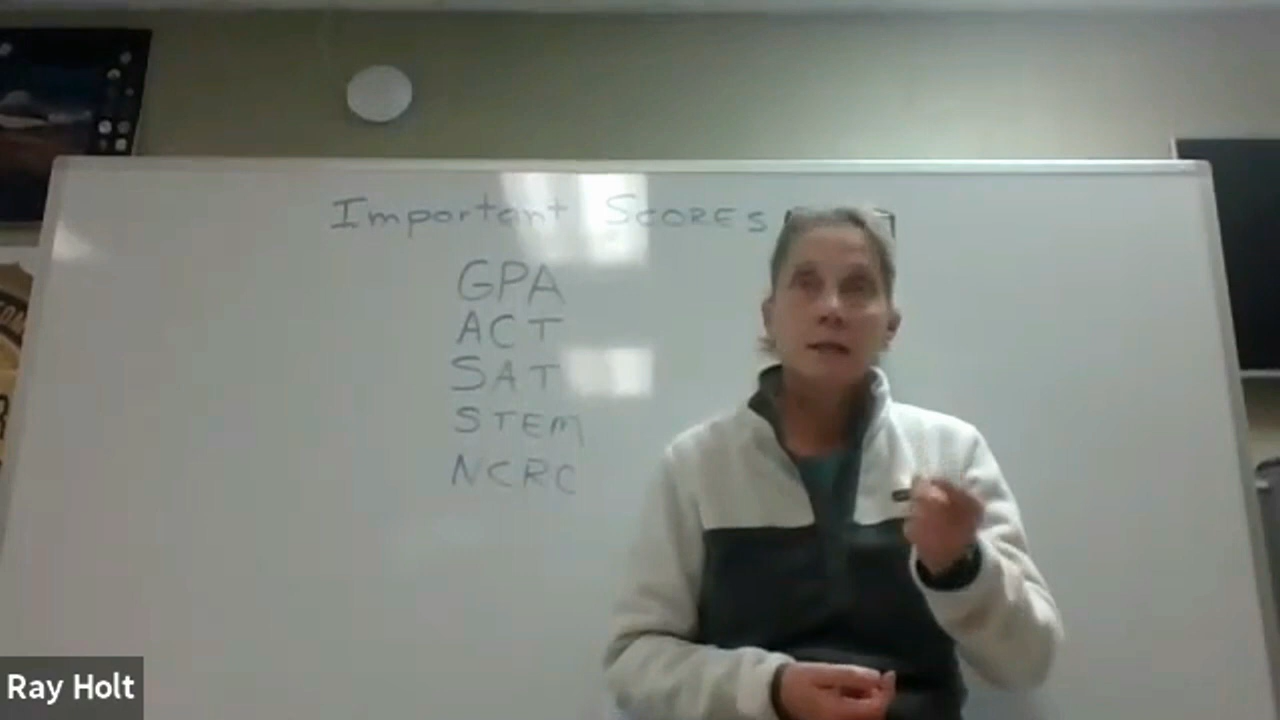 Important SCORES
GPA
ACT
SAT
STEM
NCRC
Ray Holt